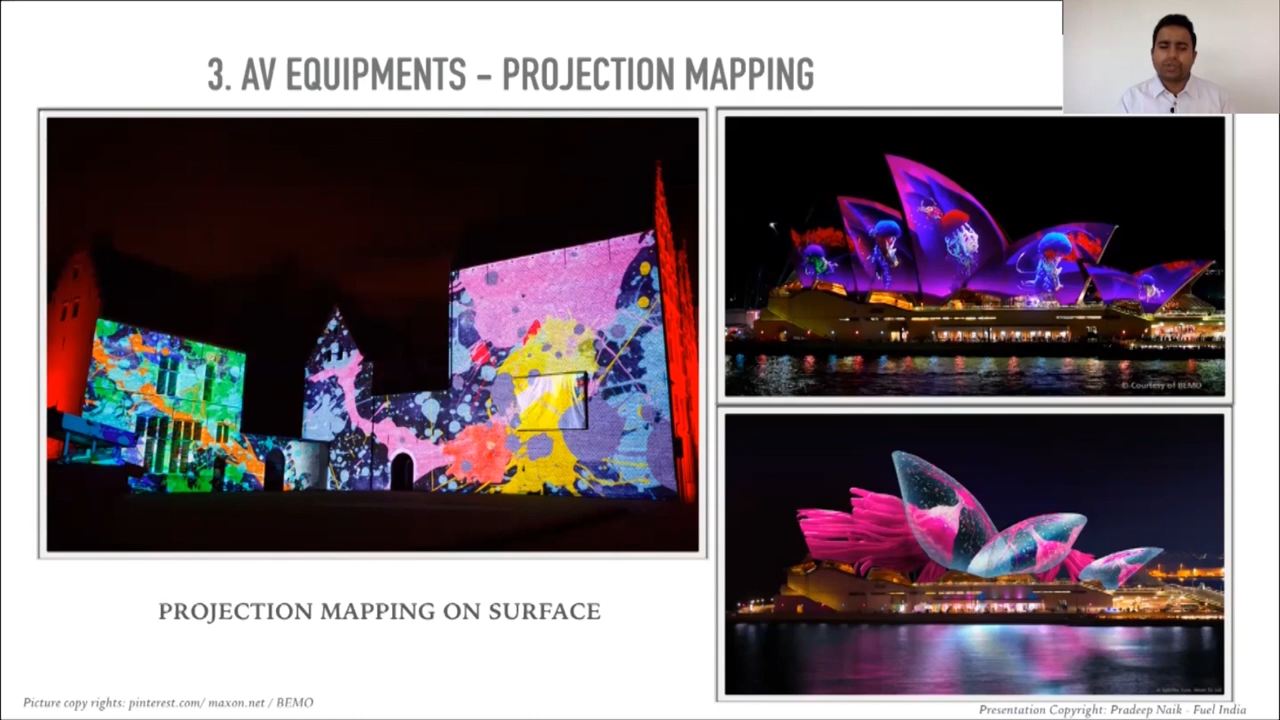 3. AV EQUIPMENTS - PROJECTION MAPPING
© Courtesy of BEMO
PROJECTION MAPPING ON SURFACE
Picture copy rights: pinterest.com/ maxon.net / BEMO
Presentation Copyright: Pradeep Naik - Fuel India